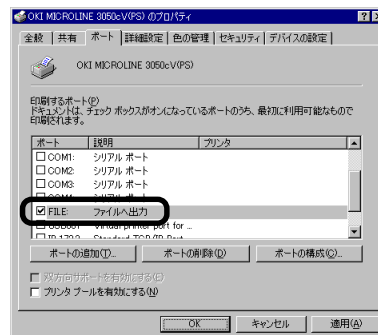 OKI MICROLINE 3050cV(PS) のプロパティ
全般 共有 ポート 詳細設定 色の管理 セキュリティ デバイスの設定
OKI MICROLINE 3050cV(PS)
印刷するポート(P)
ドキュメントは、チェック ボックスがオンになっているポートのうち、最初に利用可能なもので
印刷されます。
ポート 説明 プリンタ
COM1: シリアル ポート
COM2: シリアル ポート
COM3: シリアル ポート
COM4: シリアル ポート
FILE: ファイルへ出力
Virtual printer port for ...
Standard TCP/IP Port
ポートの追加(T)... ポートの削除(D) ポートの構成(C)...
双方向サポートを有効にする(E)
プリンタ プールを有効にする(N)
OK キャンセル 適用(A)